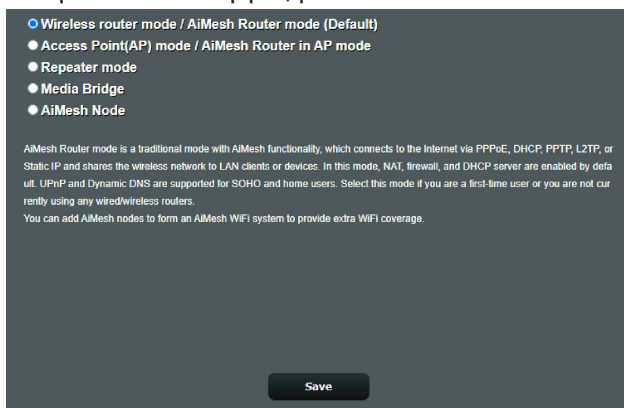 Wireless router mode / AiMesh Router mode (Default)
Access Point(AP) mode / AiMesh Router in AP mode
Repeater mode
Media Bridge
AiMesh Node
AiMesh Router mode is a traditional mode with AiMesh functionality, which connects to the Internet via PPPoE, DHCP, PPTP, L2TP, or
Static IP and shares the wireless network to LAN clients or devices. In this mode, NAT, firewall, and DHCP server are enabled by defa
ult. UPnP and Dynamic DNS are supported for SOHO and home users. Select this mode if you are a first-time user or you are not cur
rently using any wired/wireless routers.
You can add AiMesh nodes to form an AiMesh WiFi system to provide extra WiFi coverage.
Save